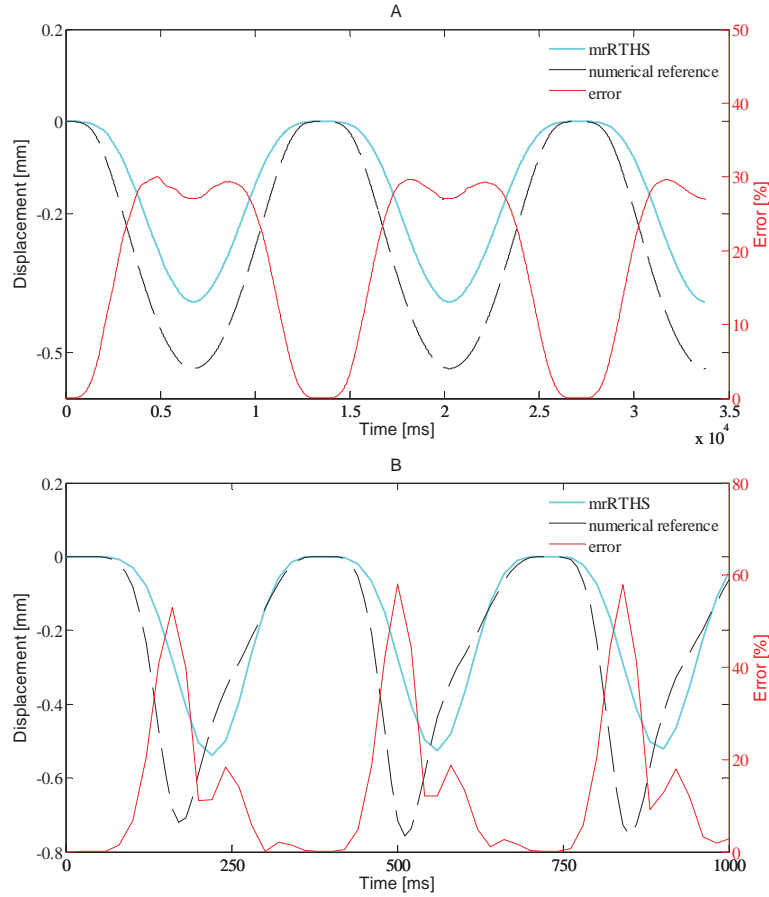 A
0.2
0
-0.2
-0.5
Displacement [mm]
50
40
30
20
10
0
Error [%]
mrRTHS
numerical reference
error
0 0.5 1 1.5 2 2.5 3 3.5
x 10^4
Time [ms]
B
0.2
0
-0.2
-0.4
-0.6
-0.8
Displacement [mm]
80
60
40
20
0
Error [%]
mrRTHS
numerical reference
error
0 250 500 750 1000
Time [ms]